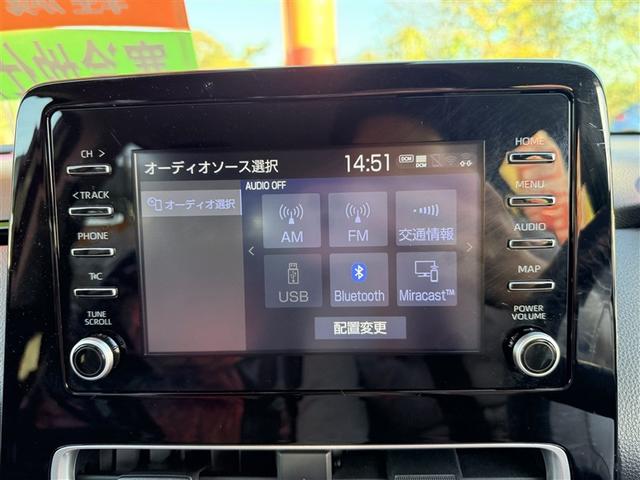 CH >
< TRACK
PHONE
T/C
TUNE
SCROLL
オーディオソース選択
14:51
DCM
DCM
AUDIO OFF
オーディオ選択
<
AM
FM
交通情報
>
USB
Bluetooth
Miracast™
配置変更
HOME
MENU
AUDIO
MAP
POWER
VOLUME